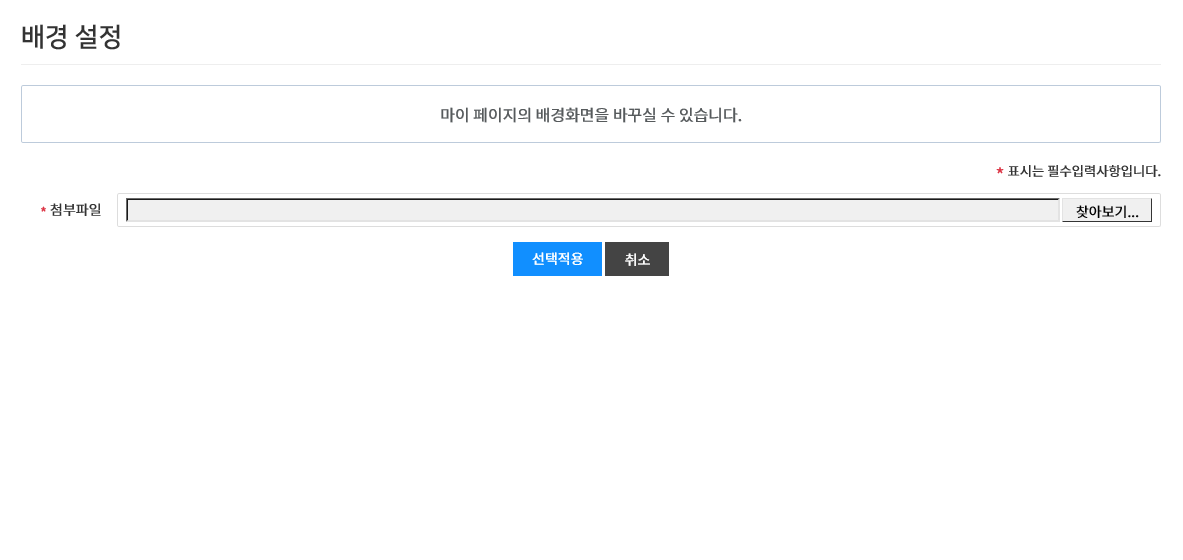 배경 설정
마이 페이지의 배경화면을 바꾸실 수 있습니다.
* 표시는 필수입력사항입니다.
* 첨부파일
찾아보기...
선택적용
취소